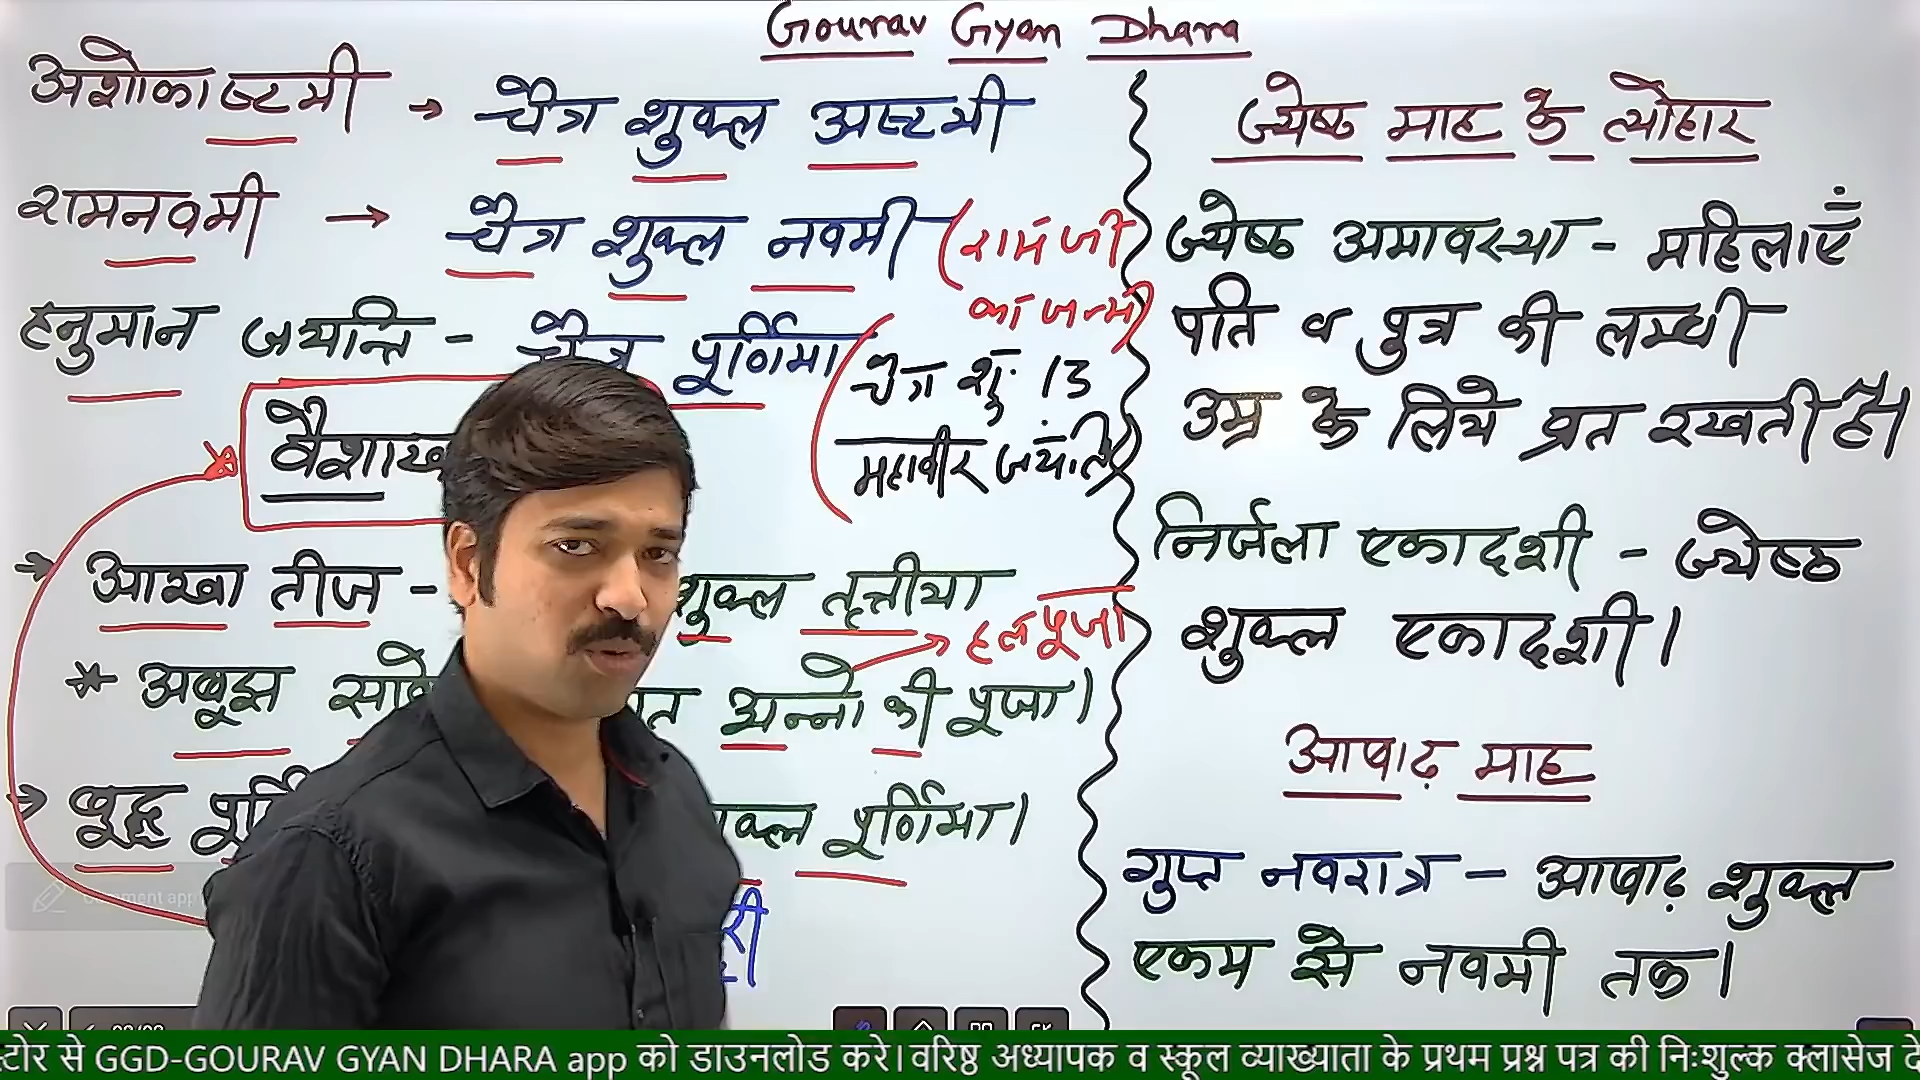 Gourav Gyan Dhara
अशोकाष्टमी → चैत्र शुक्ल अष्टमी
रामनवमी → चैत्र शुक्ल नवमी (रामजी
का जन्म)
हनुमान जयन्ति - चैत्र पूर्णिमा
(चैत्र शु. 13
महावीर जयंति)
वैशाख
→ आखा तीज - शुक्ल तृतीया
→ हल पूजा
* अबूझ अन्नो की पूजा।
→ बुद्ध पूर्णिमा।
ज्येष्ठ माह के त्योहार
ज्येष्ठ अमावस्या - महिलाएँ
पति व पुत्र की लम्बी
उम्र के लिये व्रत रखती है।
निर्जला एकादशी - ज्येष्ठ
शुक्ल एकादशी।
आषाढ़ माह
गुप्त नवरात्र - आषाढ़ शुक्ल
एकम से नवमी तक।
टोर से GGD-GOURAV GYAN DHARA app को डाउनलोड करे।वरिष्ठ अध्यापक व स्कूल व्याख्याता के प्रथम प्रश्न पत्र की निःशुल्क क्लासेज दे